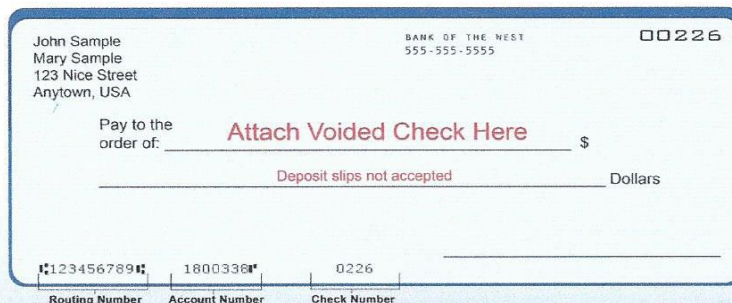 John Sample
Mary Sample
123 Nice Street
Anytown, USA
BANK OF THE WEST
555-555-5555
00226
Pay to the
order of: Attach Voided Check Here $
Deposit slips not accepted Dollars
⑆123456789⑆ 1800338⑈ 0226
Routing Number Account Number Check Number